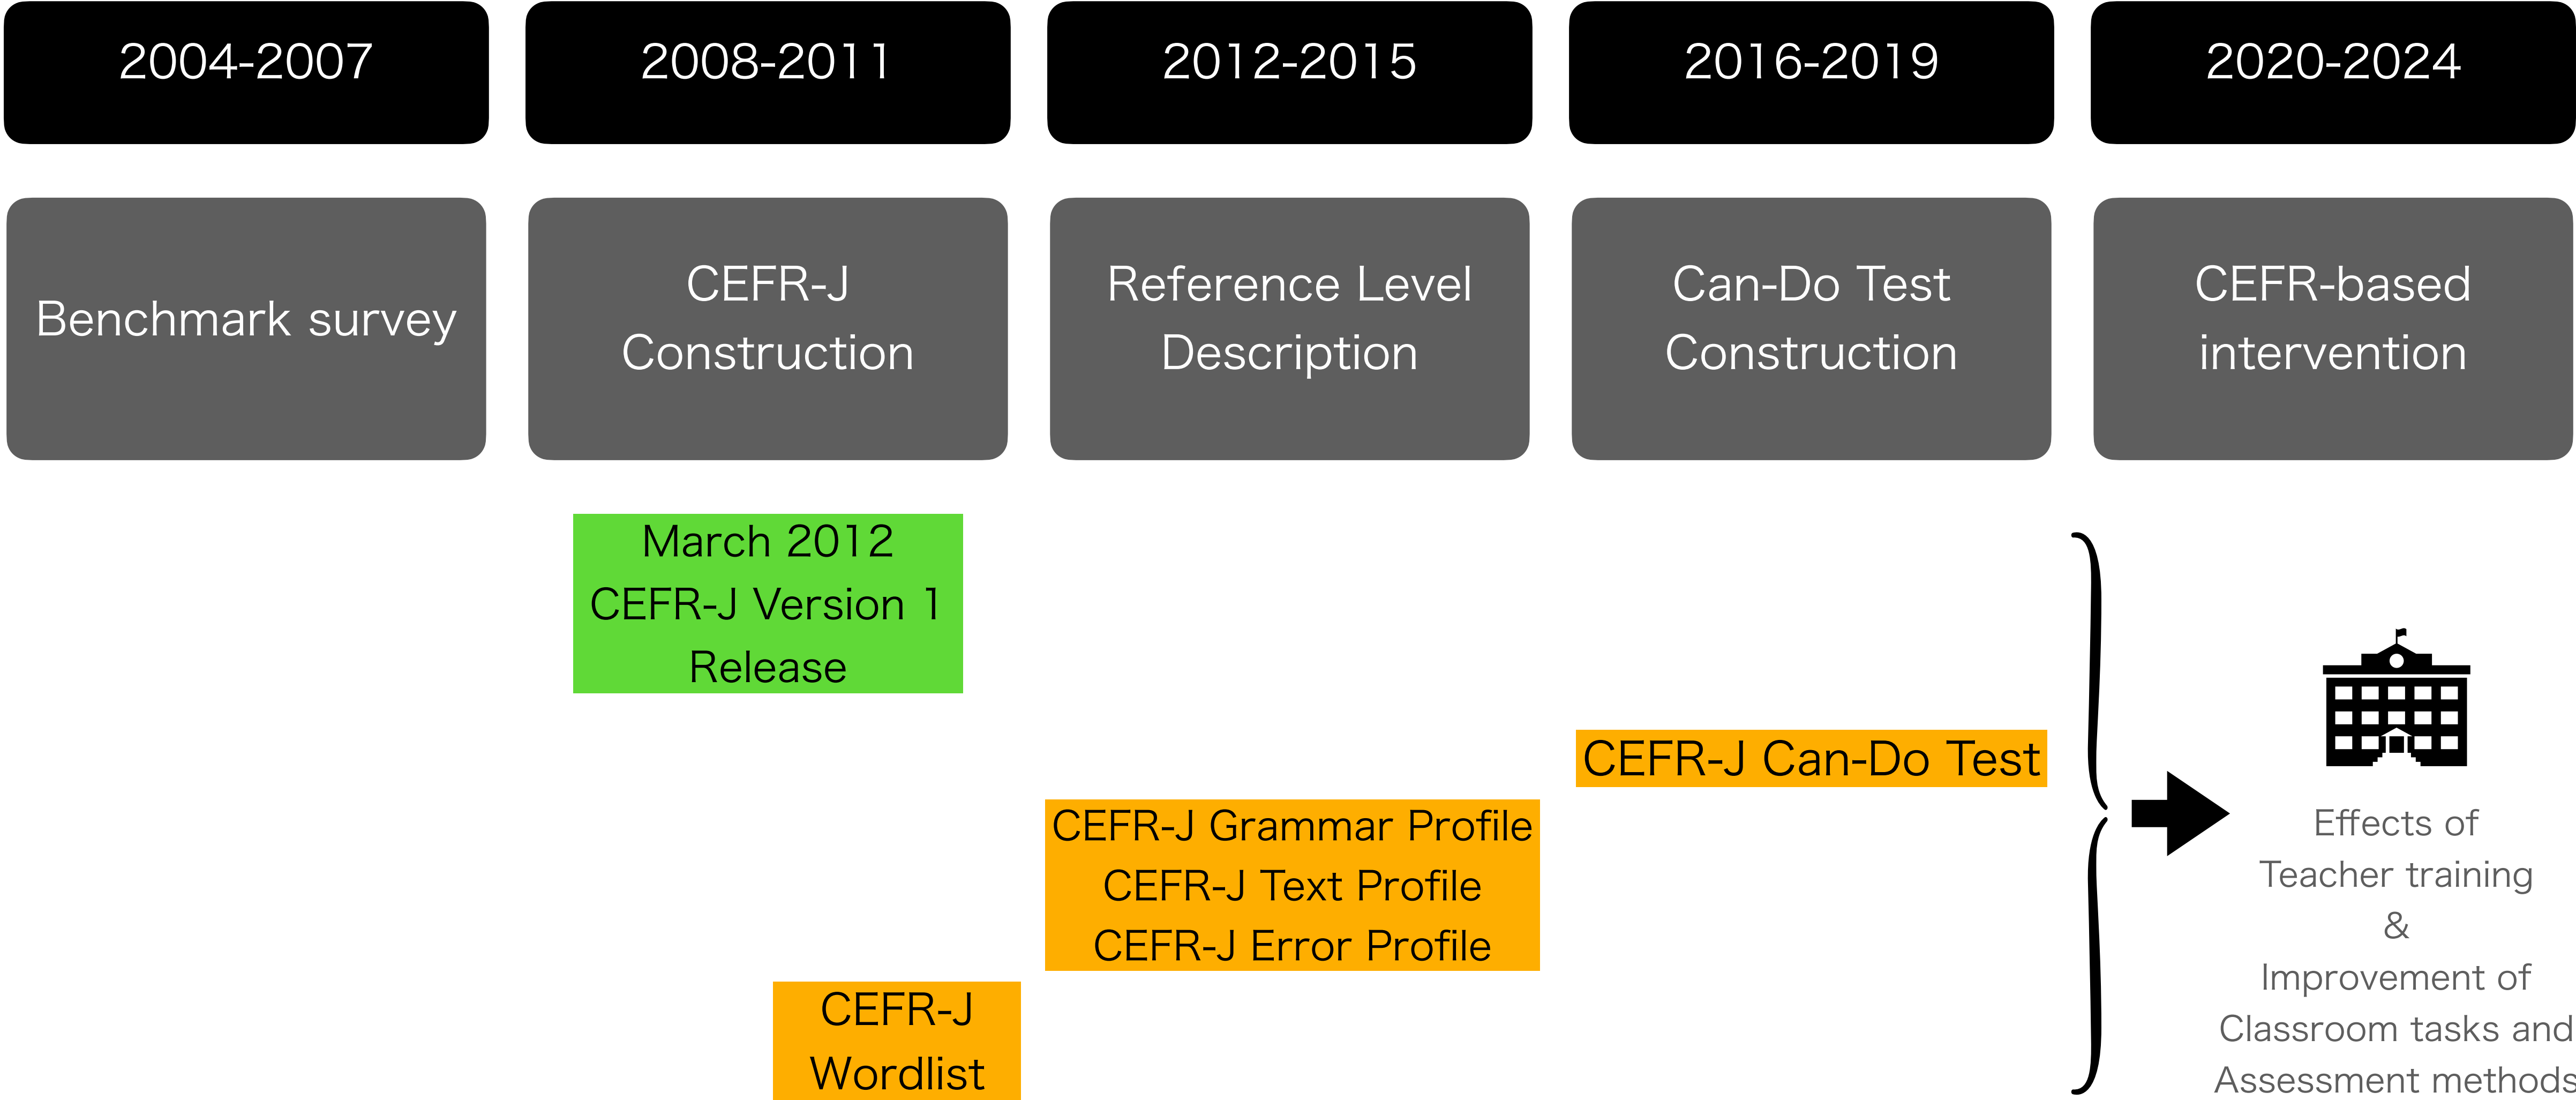 2004-2007
2008-2011
2012-2015
2016-2019
2020-2024
Benchmark survey
CEFR-J
Construction
Reference Level
Description
Can-Do Test
Construction
CEFR-based
intervention
March 2012
CEFR-J Version 1
Release
CEFR-J Can-Do Test
CEFR-J Grammar Profile
CEFR-J Text Profile
CEFR-J Error Profile
CEFR-J
Wordlist
Effects of
Teacher training
&
Improvement of
Classroom tasks and
Assessment methods